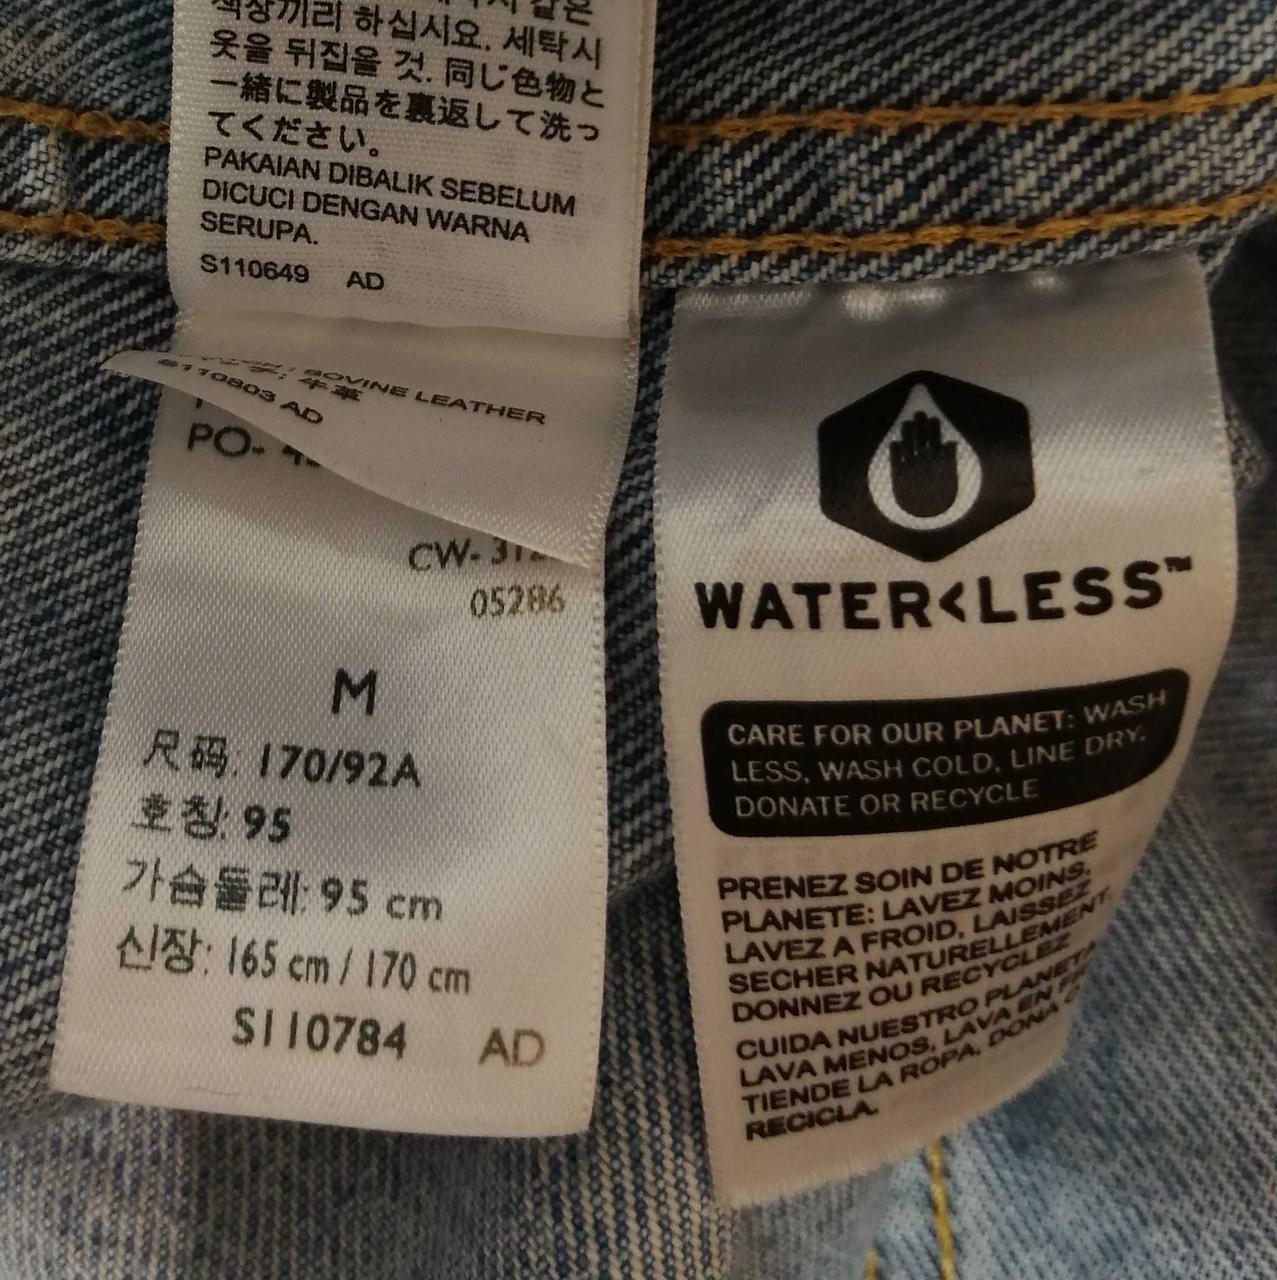 색상끼리 하십시요. 세탁시
옷을 뒤집을 것. 同じ色物と
一緒に製品を裏返して洗っ
てください。
PAKAIAN DIBALIK SEBELUM
DICUCI DENGAN WARNA
SERUPA.
S110649 AD
: BOVINE LEATHER
: 牛革
S110803 AD
PO-
CW-
05286
M
尺码: 170/92A
호칭: 95
가슴둘레: 95 cm
신장: 165 cm / 170 cm
S110784 AD
WATER<LESS™
CARE FOR OUR PLANET: WASH
LESS, WASH COLD, LINE DRY,
DONATE OR RECYCLE
PRENEZ SOIN DE NOTRE
PLANETE: LAVEZ MOINS,
LAVEZ A FROID, LAISSEZ
SECHER NATURELLEMENT,
DONNEZ OU RECYCLEZ
CUIDA NUESTRO PLANETA
LAVA MENOS, LAVA EN
TIENDE LA ROPA, DONA
RECICLA.